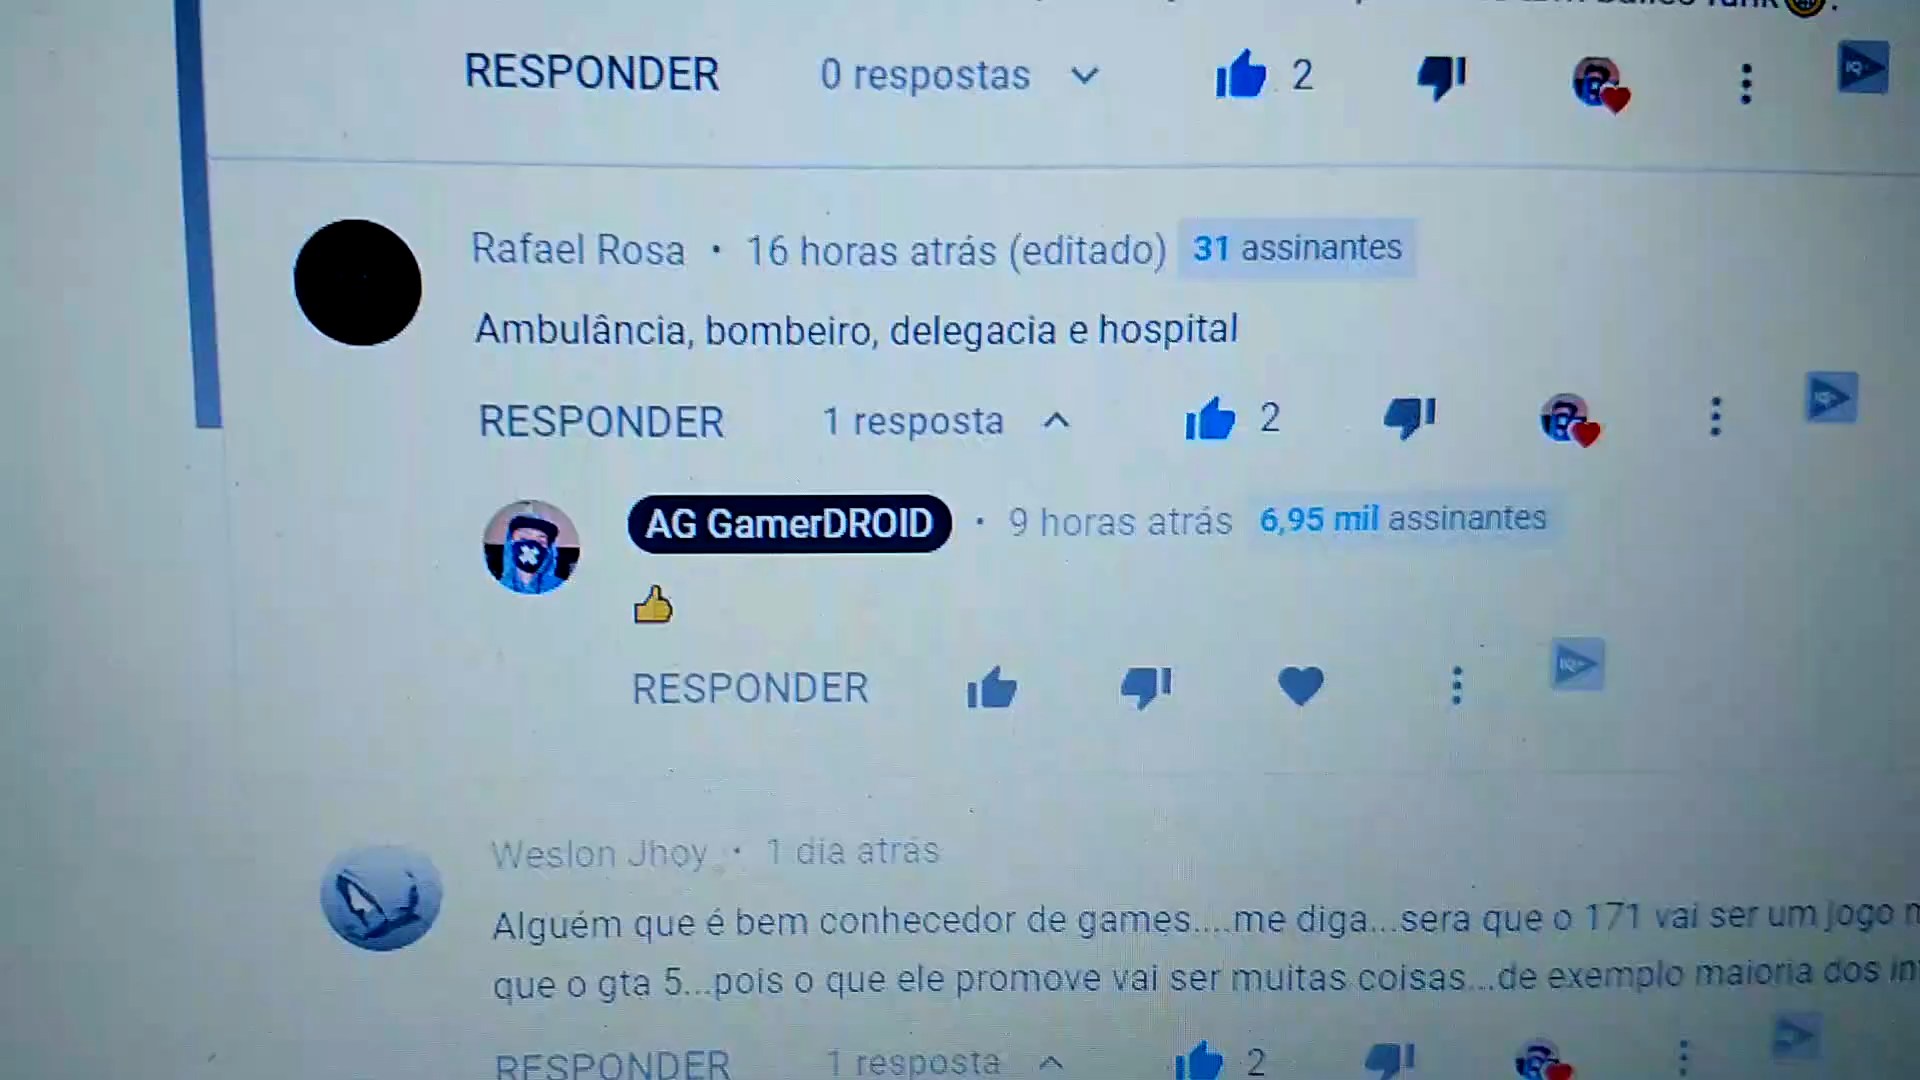 RESPONDER 0 respostas 2
Rafael Rosa • 16 horas atrás (editado) 31 assinantes
Ambulância, bombeiro, delegacia e hospital
RESPONDER 1 resposta 2
AG GamerDROID • 9 horas atrás 6,95 mil assinantes
RESPONDER
Weslon Jhoy • 1 dia atrás
Alguém que é bem conhecedor de games....me diga...sera que o 171 vai ser um jogo
que o gta 5...pois o que ele promove vai ser muitas coisas...de exemplo maioria dos
RESPONDER 1 resposta 2